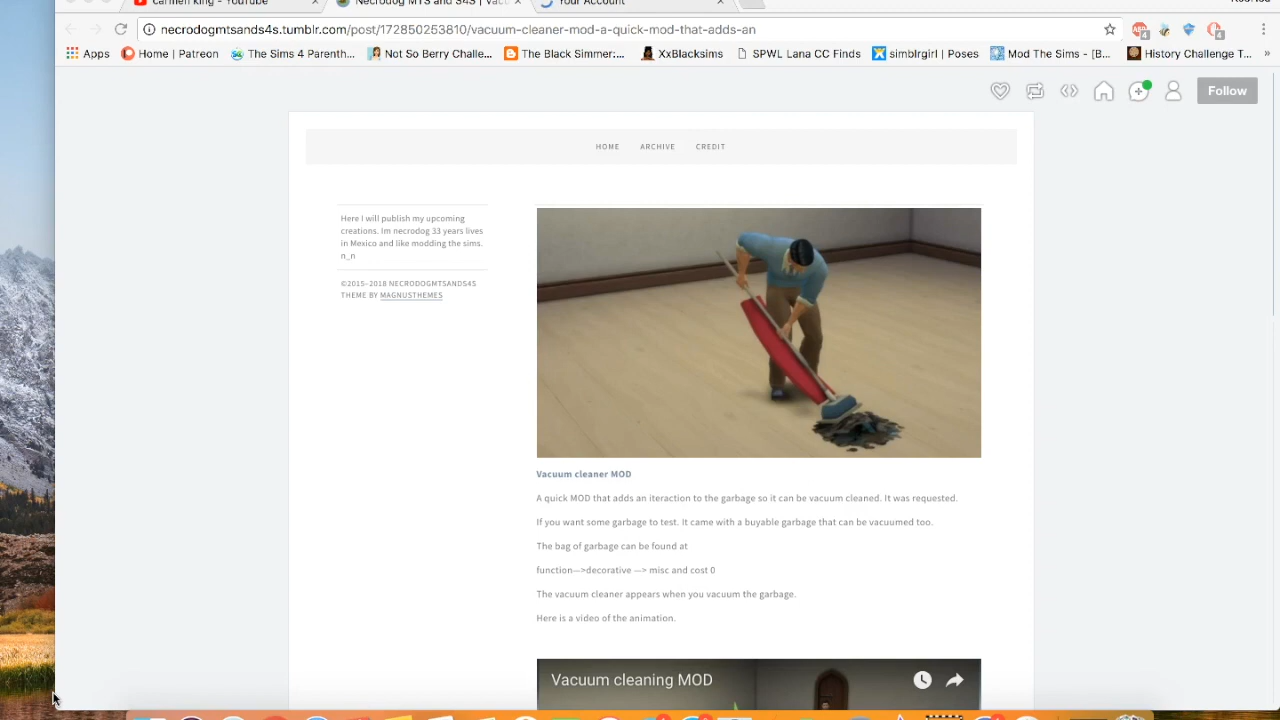 carmen king - YouTube
Necrodog MTS and S4S | Vacu
Your Account
necrodogmtsands4s.tumblr.com/post/172850253810/vacuum-cleaner-mod-a-quick-mod-that-adds-an
Apps
Home | Patreon
The Sims 4 Parenth...
Not So Berry Challe...
The Black Simmer:...
XxBlacksims
SPWL Lana CC Finds
simblrgirl | Poses
Mod The Sims - [B...
History Challenge T...
»
Follow
HOME ARCHIVE CREDIT
Here I will publish my upcoming
creations. Im necrodog 33 years lives
in Mexico and like modding the sims.
n_n
©2015–2018 NECRODOGMTSANDS4S
THEME BY MAGNUSTHEMES
Vacuum cleaner MOD
A quick MOD that adds an iteraction to the garbage so it can be vacuum cleaned. It was requested.
If you want some garbage to test. It came with a buyable garbage that can be vacuumed too.
The bag of garbage can be found at
function—>decorative —> misc and cost 0
The vacuum cleaner appears when you vacuum the garbage.
Here is a video of the animation.
Vacuum cleaning MOD